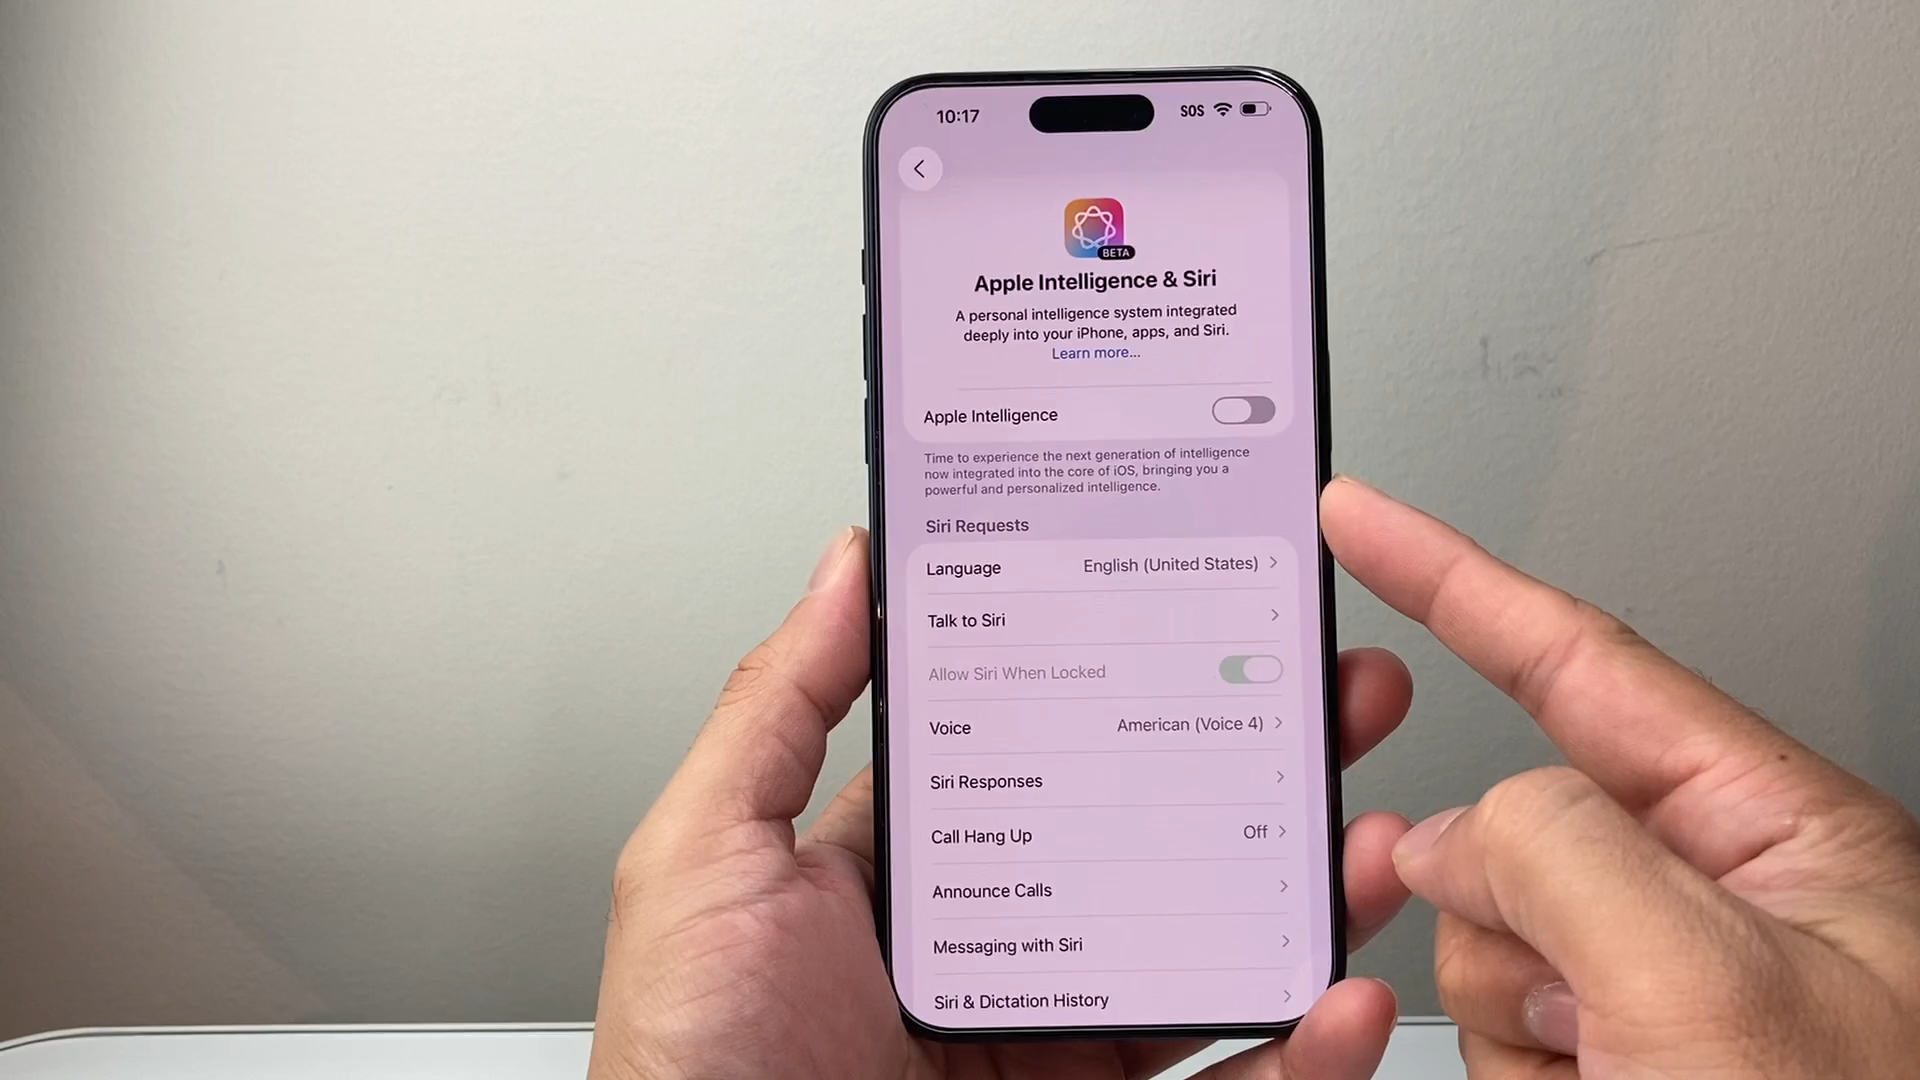 10:17
SOS
BETA
Apple Intelligence & Siri
A personal intelligence system integrated
deeply into your iPhone, apps, and Siri.
Learn more...
Apple Intelligence
Time to experience the next generation of intelligence
now integrated into the core of iOS, bringing you a
powerful and personalized intelligence.
Siri Requests
Language English (United States)
Talk to Siri
Allow Siri When Locked
Voice American (Voice 4)
Siri Responses
Call Hang Up Off
Announce Calls
Messaging with Siri
Siri & Dictation History